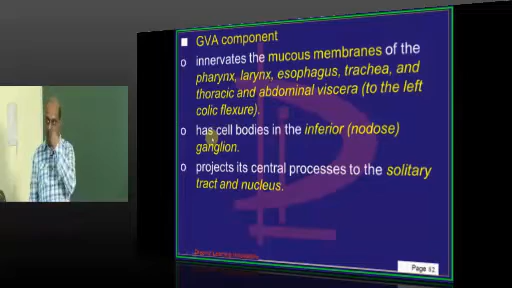 GVA component
innervates the mucous membranes of the
pharynx, larynx, esophagus, trachea, and
thoracic and abdominal viscera (to the left
colic flexure).
has cell bodies in the inferior (nodose)
ganglion.
projects its central processes to the solitary
tract and nucleus.
Page 82